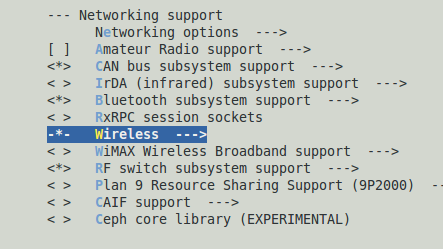 --- Networking support
Networking options --->
[ ] Amateur Radio support --->
<*> CAN bus subsystem support --->
< > IrDA (infrared) subsystem support --->
<*> Bluetooth subsystem support --->
< > RxRPC session sockets
-*- Wireless --->
< > WiMAX Wireless Broadband support --->
<*> RF switch subsystem support --->
< > Plan 9 Resource Sharing Support (9P2000) --
< > CAIF support --->
< > Ceph core library (EXPERIMENTAL)